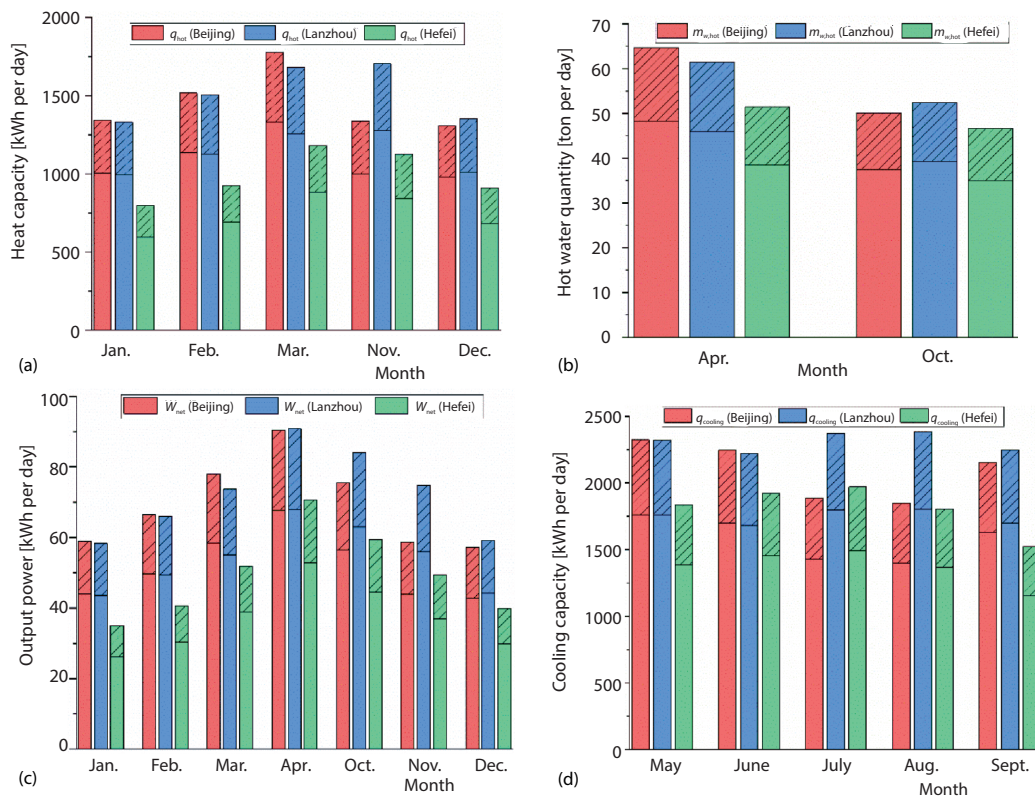 2000
1500
1000
500
0
Heat capacity [kWh per day]
q_hot (Beijing) q_hot (Lanzhou) q_hot (Hefei)
Jan. Feb. Mar. Nov. Dec.
Month
(a)
70
60
50
40
30
20
10
0
Hot water quantity [ton per day]
m_w,hot (Beijing) m_w,hot (Lanzhou) m_w,hot (Hefei)
Apr. Oct.
Month
(b)
100
80
60
40
20
0
Output power [kWh per day]
W_net (Beijing) W_net (Lanzhou) W_net (Hefei)
Jan. Feb. Mar. Apr. Oct. Nov. Dec.
Month
(c)
2500
2000
1500
1000
500
0
Cooling capacity [kWh per day]
q_cooling (Beijing) q_cooling (Lanzhou) q_cooling (Hefei)
May June July Aug. Sept.
Month
(d)